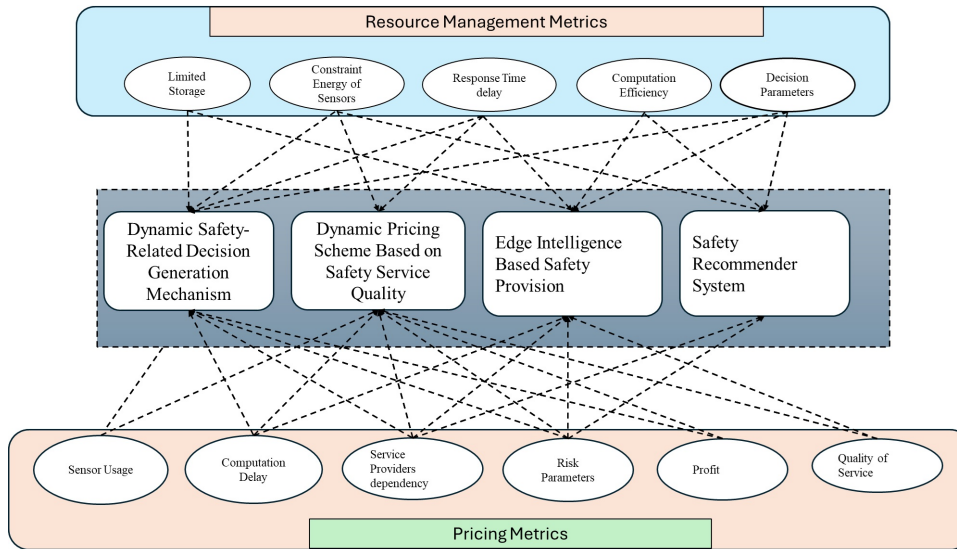 Resource Management Metrics
Limited
Storage
Constraint
Energy of
Sensors
Response Time
delay
Computation
Efficiency
Decision
Parameters
Dynamic Safety-
Related Decision
Generation
Mechanism
Dynamic Pricing
Scheme Based on
Safety Service
Quality
Edge Intelligence
Based Safety
Provision
Safety
Recommender
System
Sensor Usage
Computation
Delay
Service
Providers
dependency
Risk
Parameters
Profit
Quality of
Service
Pricing Metrics